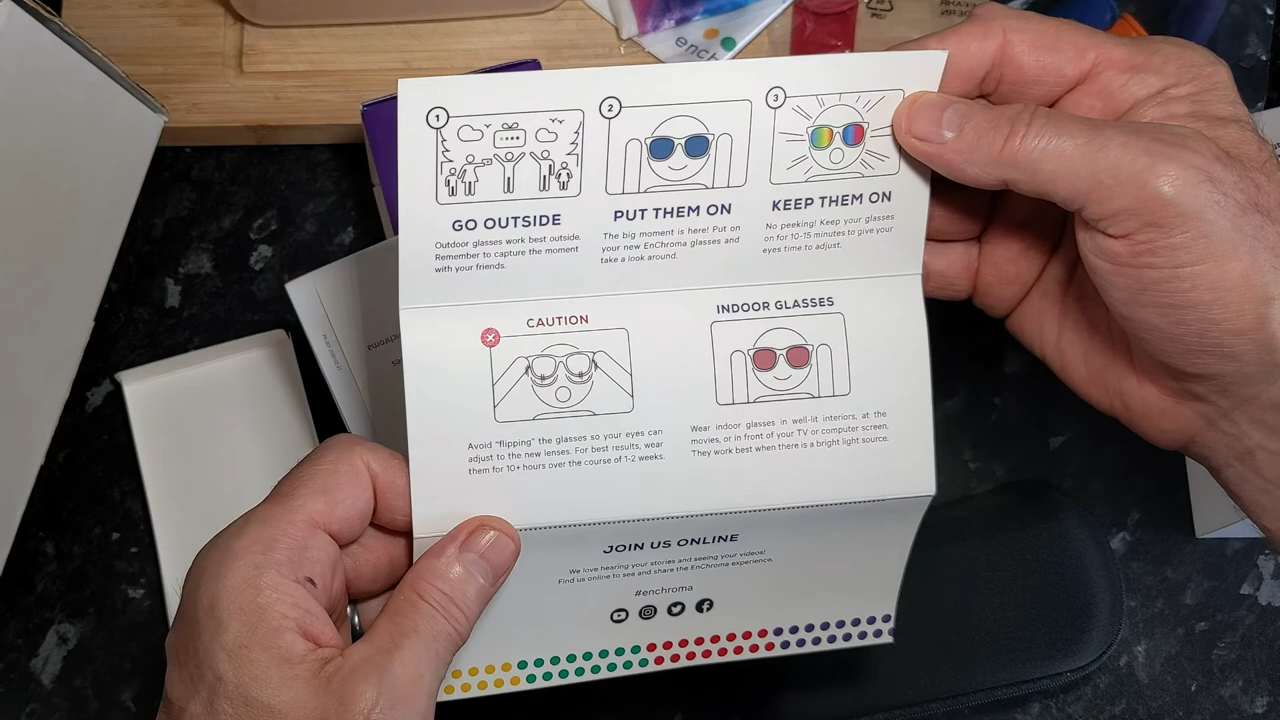 enchr
1
2
3
GO OUTSIDE
Outdoor glasses work best outside.
Remember to capture the moment
with your friends.
PUT THEM ON
The big moment is here! Put on
your new EnChroma glasses and
take a look around.
KEEP THEM ON
No peeking! Keep your glasses
on for 10-15 minutes to give your
eyes time to adjust.
CAUTION
Avoid "flipping" the glasses so your eyes can
adjust to the new lenses. For best results, wear
them for 10+ hours over the course of 1-2 weeks.
INDOOR GLASSES
Wear indoor glasses in well-lit interiors, at the
movies, or in front of your TV or computer screen.
They work best when there is a bright light source.
JOIN US ONLINE
We love hearing your stories and seeing your videos!
Find us online to see and share the EnChroma experience.
#enchroma